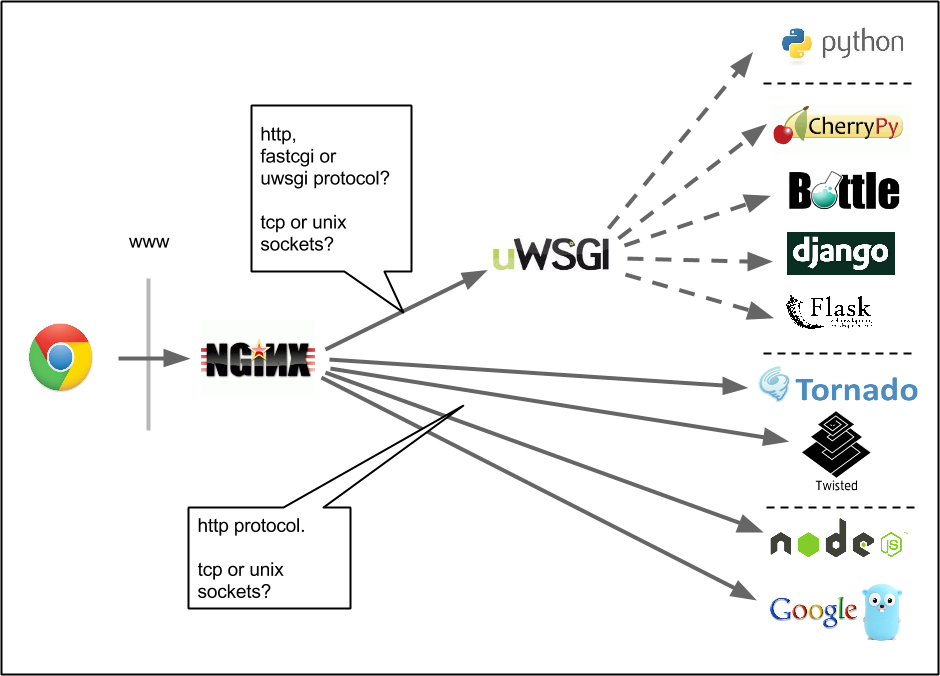 python
CherryPy
http,
fastcgi or
uwsgi protocol?
Bottle
tcp or unix
sockets?
www
uWSGI
django
Flask
NGiNX
Tornado
Twisted
http protocol.
node
JS
tcp or unix
sockets?
Google